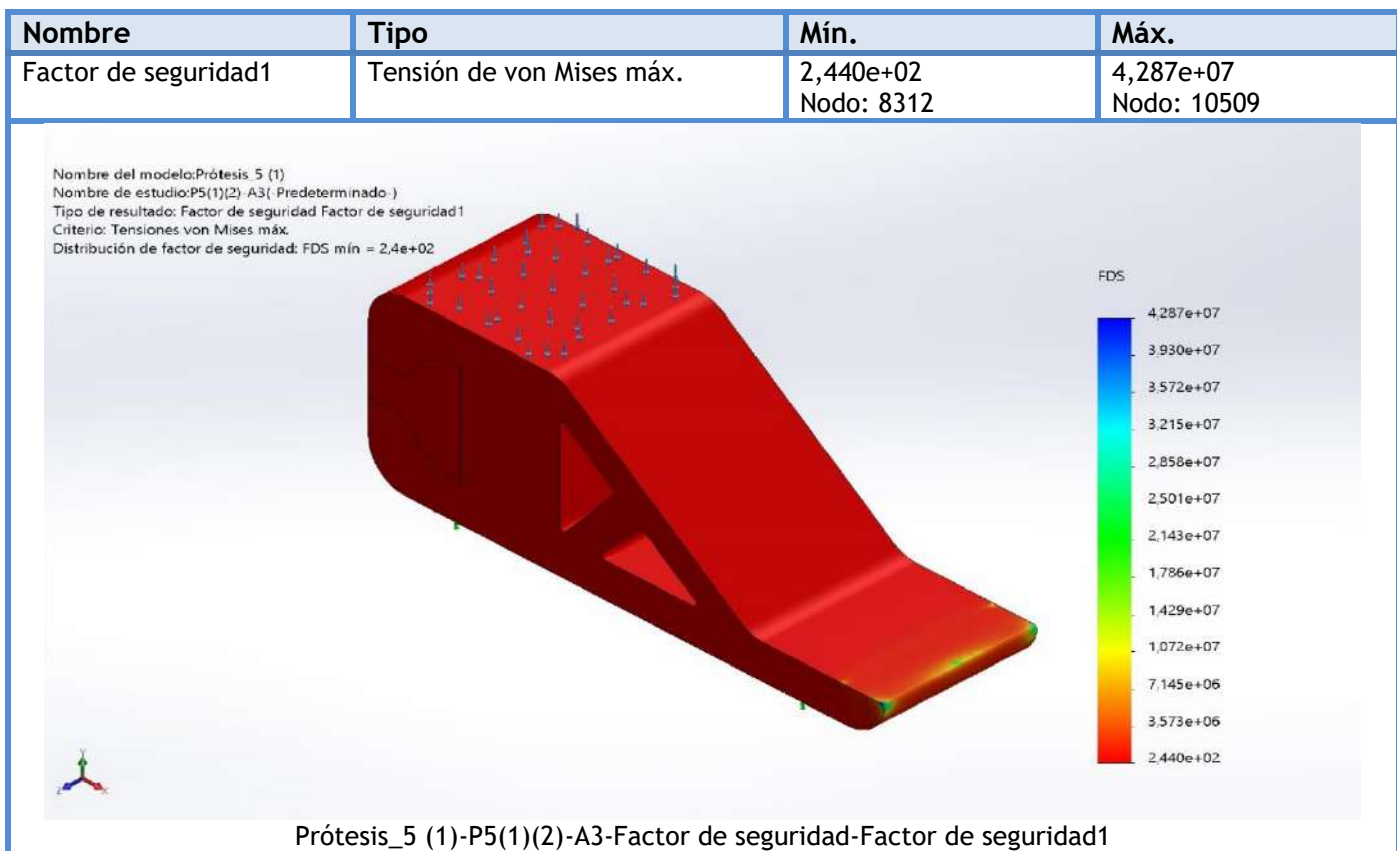 Nombre Tipo Mín. Máx.
Factor de seguridad1 Tensión de von Mises máx. 2,440e+02 4,287e+07
Nodo: 8312 Nodo: 10509
Nombre del modelo:Prótesis 5 (1)
Nombre de estudio:P5(1)(2)-A3(-Predeterminado-)
Tipo de resultado: Factor de seguridad Factor de seguridad1
Criterio: Tensiones von Mises máx.
Distribución de factor de seguridad: FDS mín = 2,4e+02
FDS
4,287e+07
3,930e+07
3,572e+07
3,215e+07
2,858e+07
2,501e+07
2,143e+07
1,786e+07
1,429e+07
1,072e+07
7,145e+06
3,573e+06
2,440e+02
Y
Z X
Prótesis_5 (1)-P5(1)(2)-A3-Factor de seguridad-Factor de seguridad1